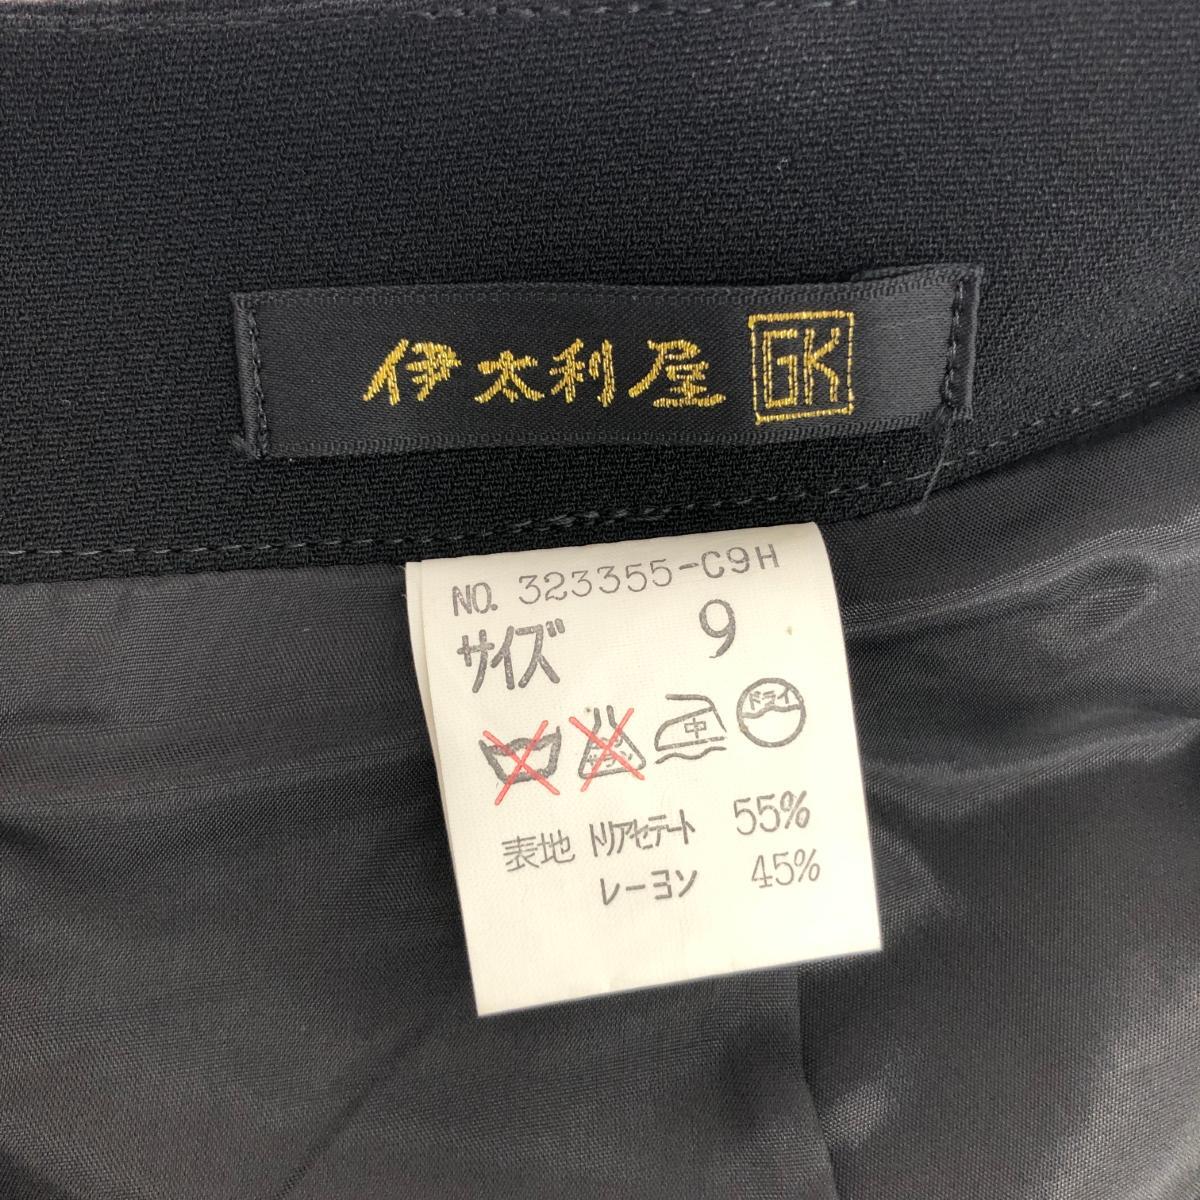 伊太利屋 GK
NO. 323355-C9H
サイズ 9
中 ドライ
表地 トリアセテート 55%
レーヨン 45%